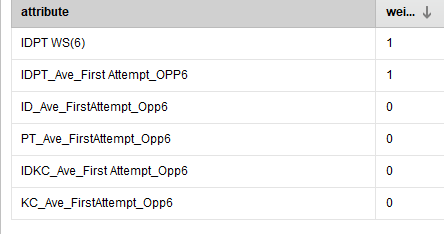 attribute wei...
IDPT WS(6) 1
IDPT_Ave_First Attempt_OPP6 1
ID_Ave_FirstAttempt_Opp6 0
PT_Ave_FirstAttempt_Opp6 0
IDKC_Ave_First Attempt_Opp6 0
KC_Ave_FirstAttempt_Opp6 0